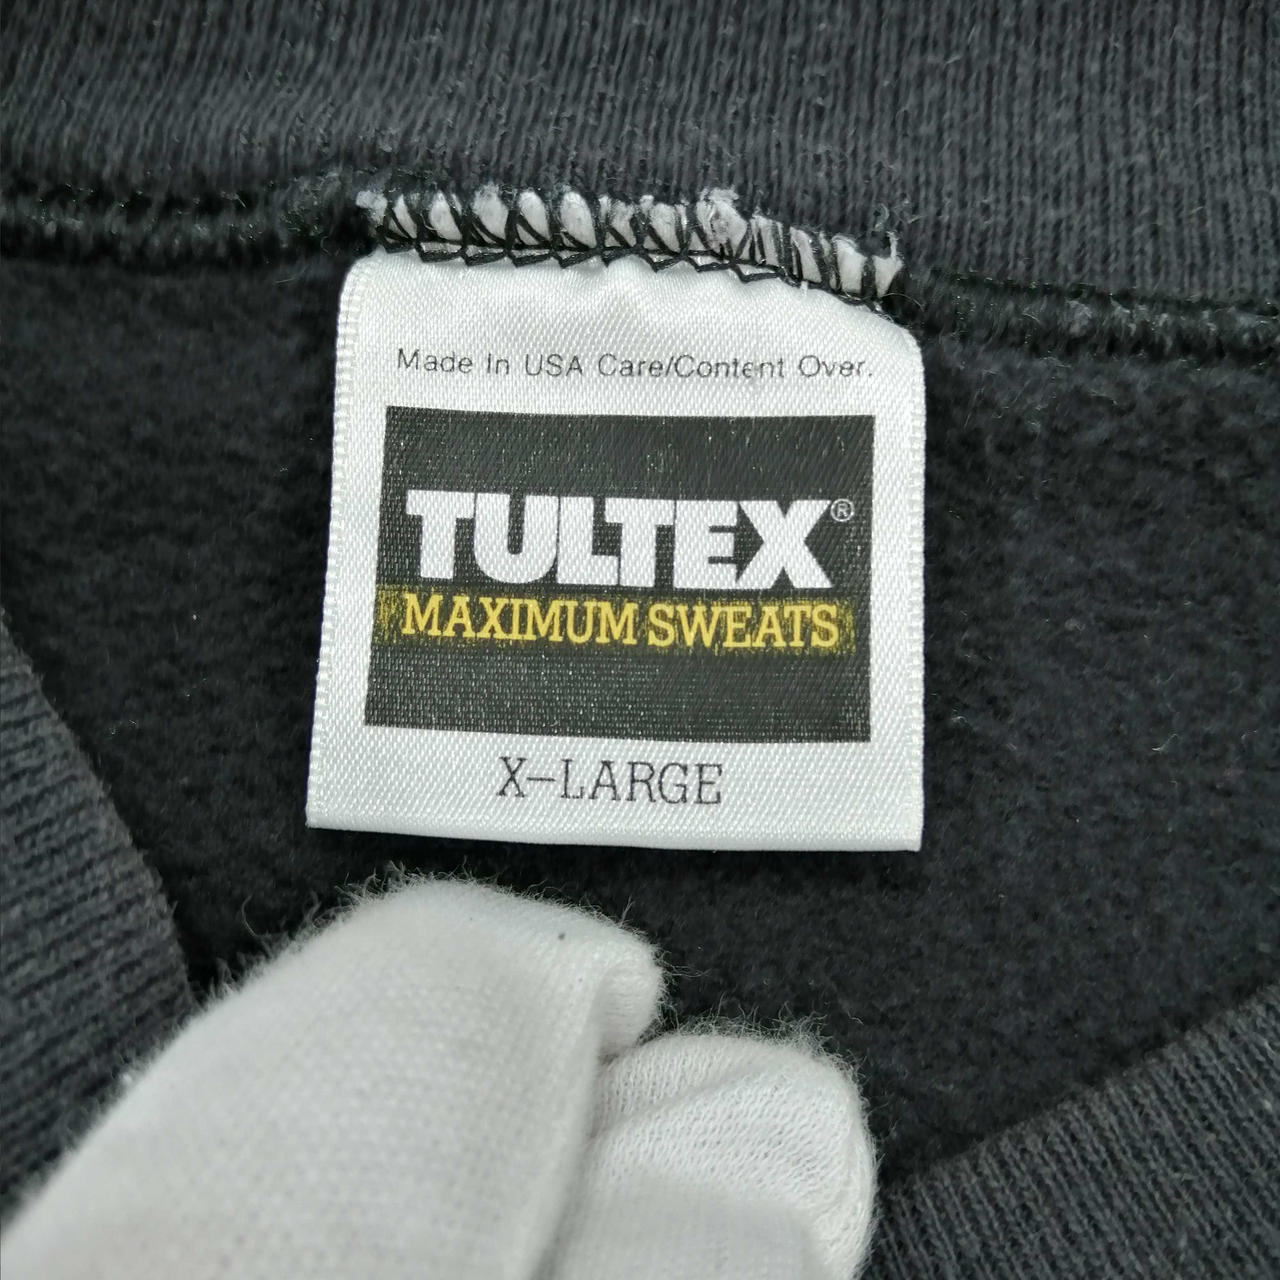 Made In USA Care/Content Over.
TULTEX®
MAXIMUM SWEATS
X-LARGE